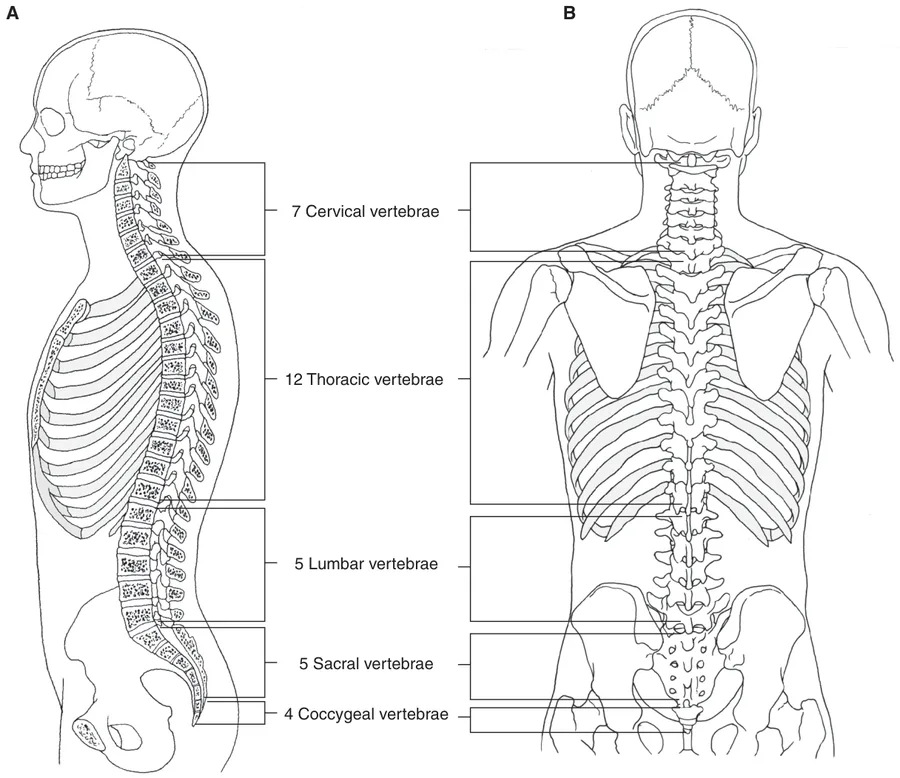 A
B
7 Cervical vertebrae
12 Thoracic vertebrae
5 Lumbar vertebrae
5 Sacral vertebrae
4 Coccygeal vertebrae